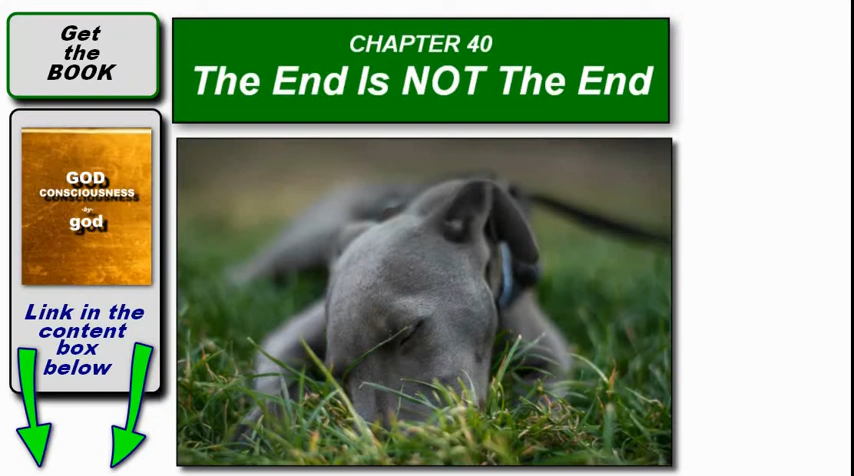 Get
the
BOOK
CHAPTER 40
The End Is NOT The End
GOD
CONSCIOUSNESS
-by-
god
Link in the
content
box
below